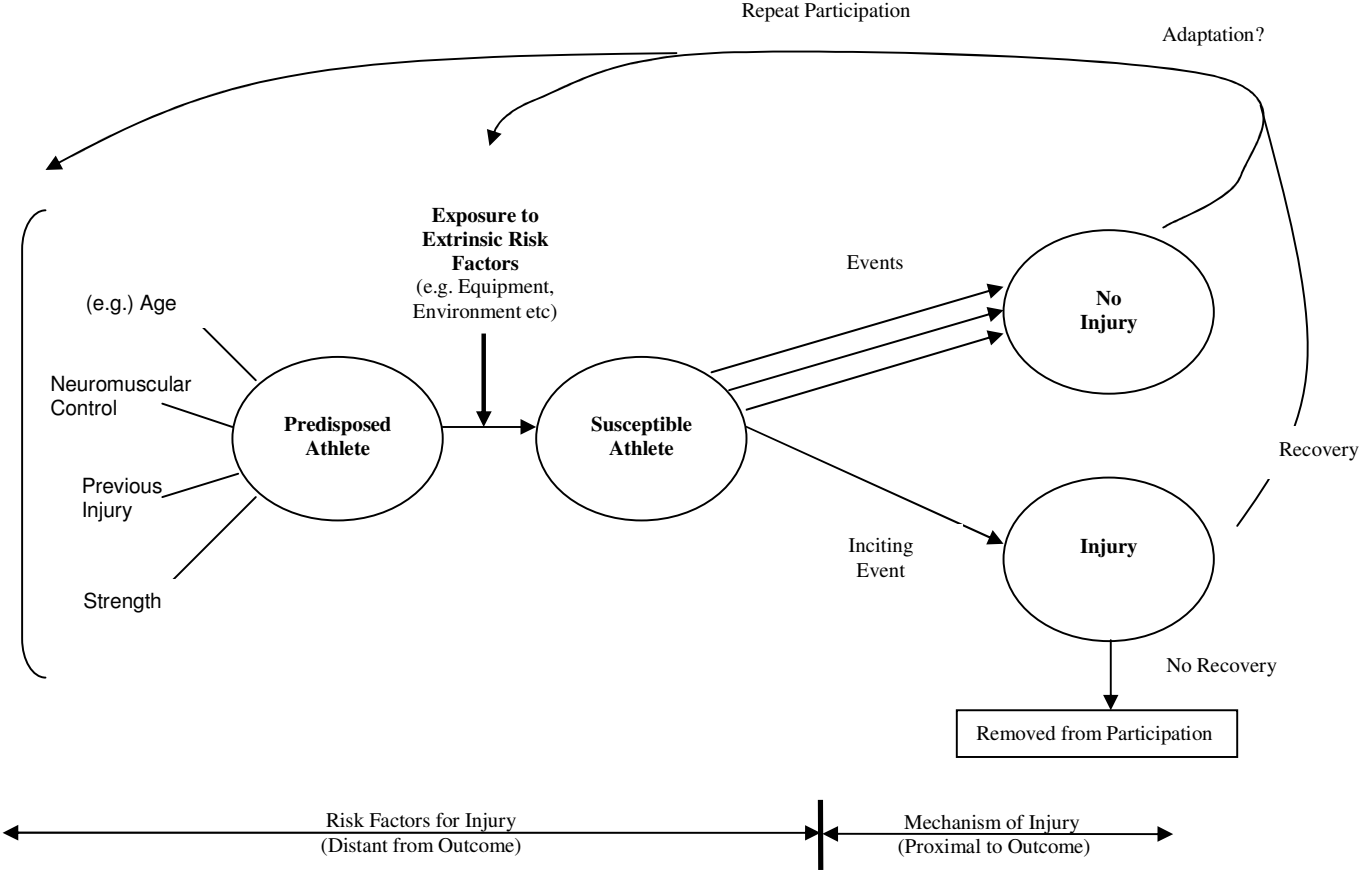 Repeat Participation
Adaptation?
Exposure to
Extrinsic Risk
Factors
(e.g. Equipment,
Environment etc)
Events
(e.g.) Age
No
Injury
Neuromuscular
Control
Predisposed
Athlete
Susceptible
Athlete
Recovery
Previous
Injury
Inciting
Event
Injury
Strength
No Recovery
Removed from Participation
Risk Factors for Injury
(Distant from Outcome)
Mechanism of Injury
(Proximal to Outcome)